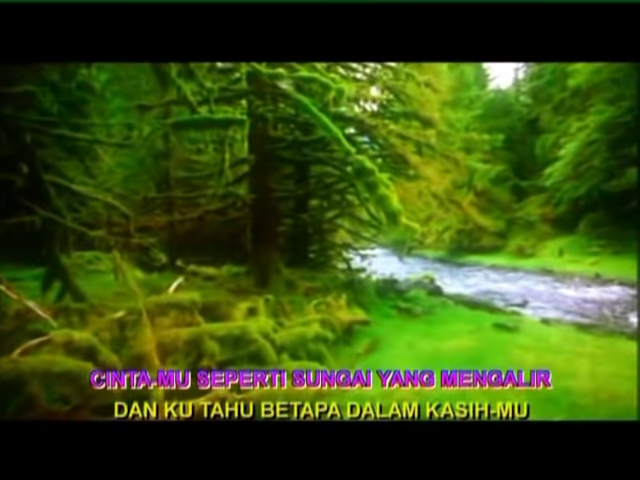 CINTA-MU SEPERTI SUNGAI YANG MENGALIR
DAN KU TAHU BETAPA DALAM KASIH-MU